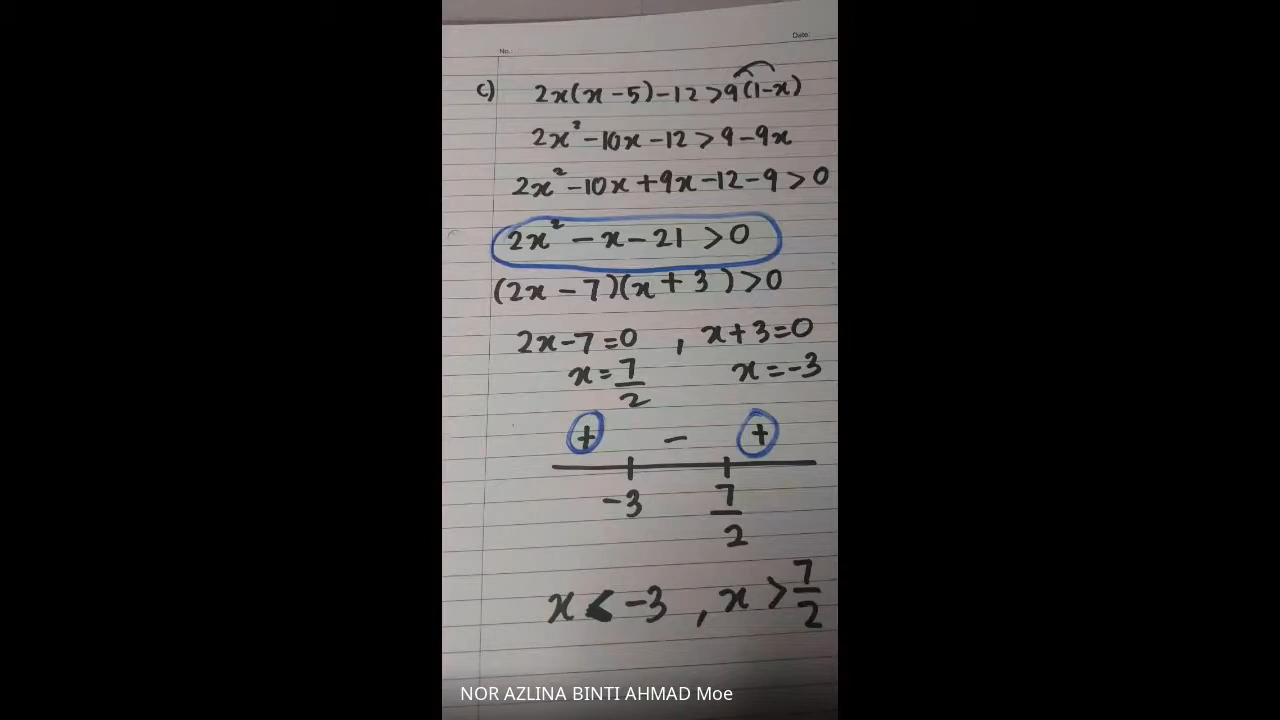 No.: Date:
c) 2x(x-5)-12>9(1-x)
2x²-10x-12>9-9x
2x²-10x+9x-12-9>0
2x²-x-21>0
(2x-7)(x+3)>0
2x-7=0 , x+3=0
x=7/2 x=-3
+ - +
-3 7/2
x<-3 , x>7/2
NOR AZLINA BINTI AHMAD Moe